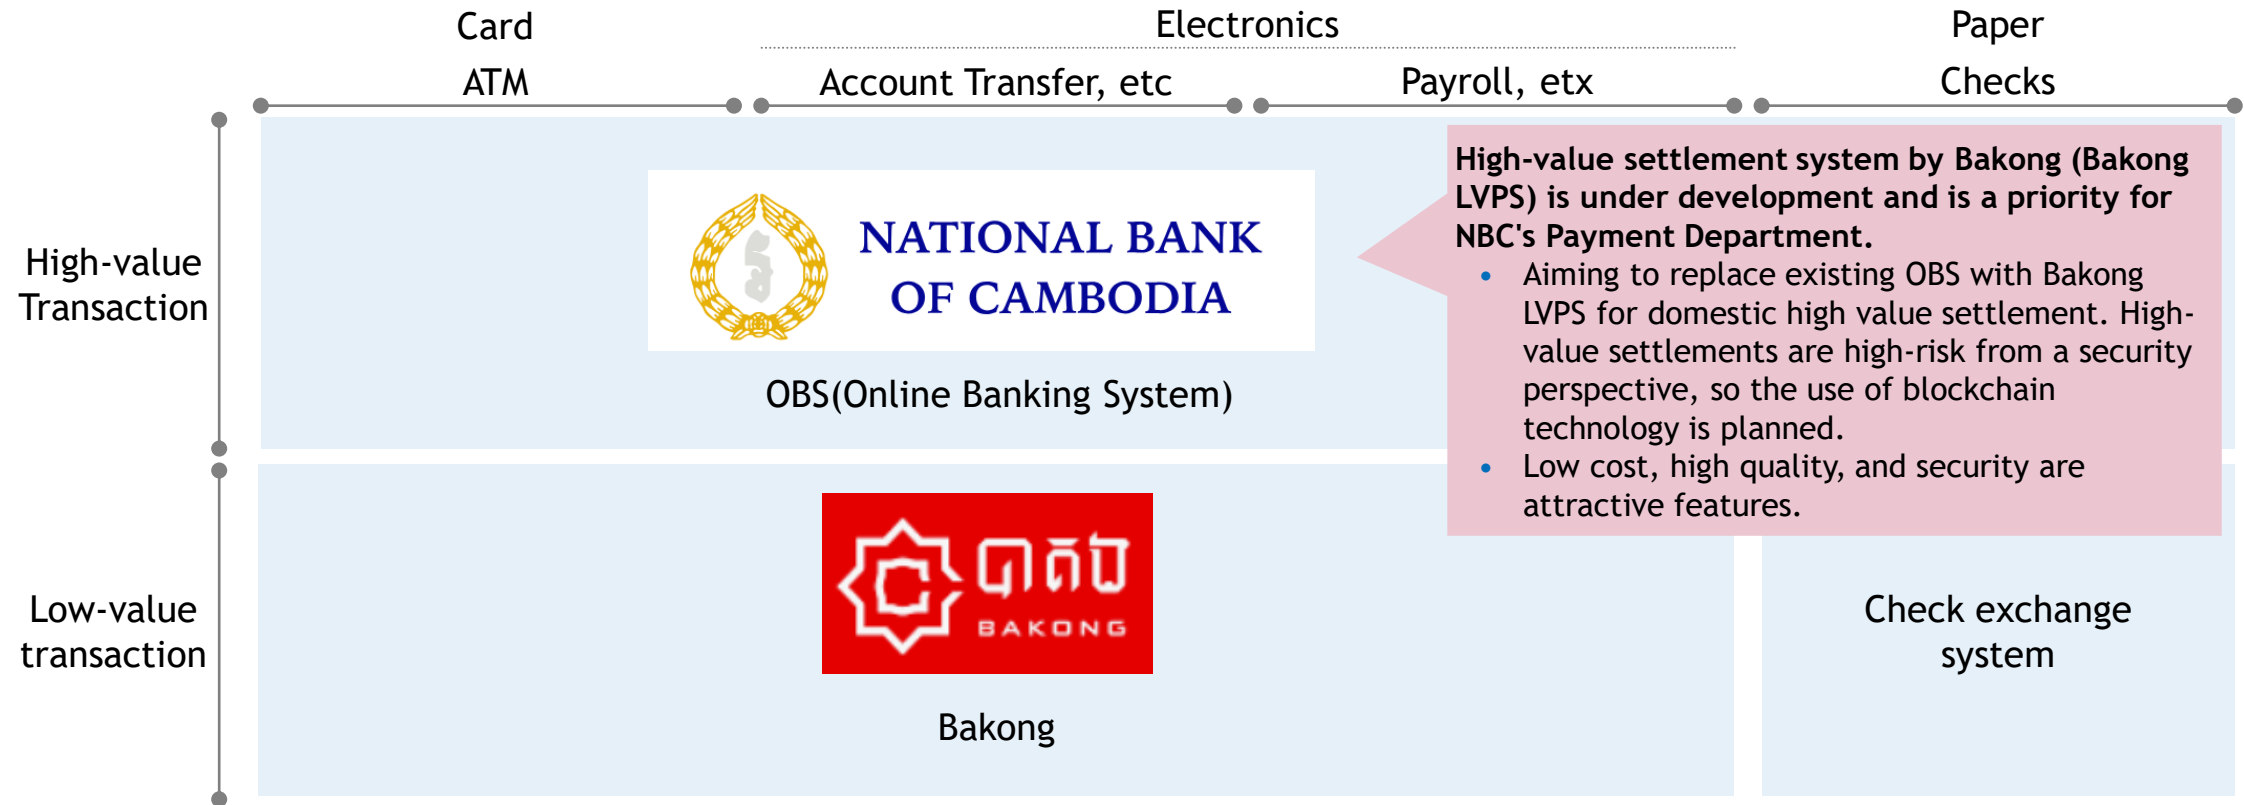 Card
Electronics
Paper
ATM
Account Transfer, etc
Payroll, etx
Checks
High-value
Transaction
NATIONAL BANK
OF CAMBODIA
OBS(Online Banking System)
High-value settlement system by Bakong (Bakong
LVPS) is under development and is a priority for
NBC's Payment Department.
• Aiming to replace existing OBS with Bakong
LVPS for domestic high value settlement. High-
value settlements are high-risk from a security
perspective, so the use of blockchain
technology is planned.
• Low cost, high quality, and security are
attractive features.
Low-value
transaction
បាគង
BAKONG
Bakong
Check exchange
system